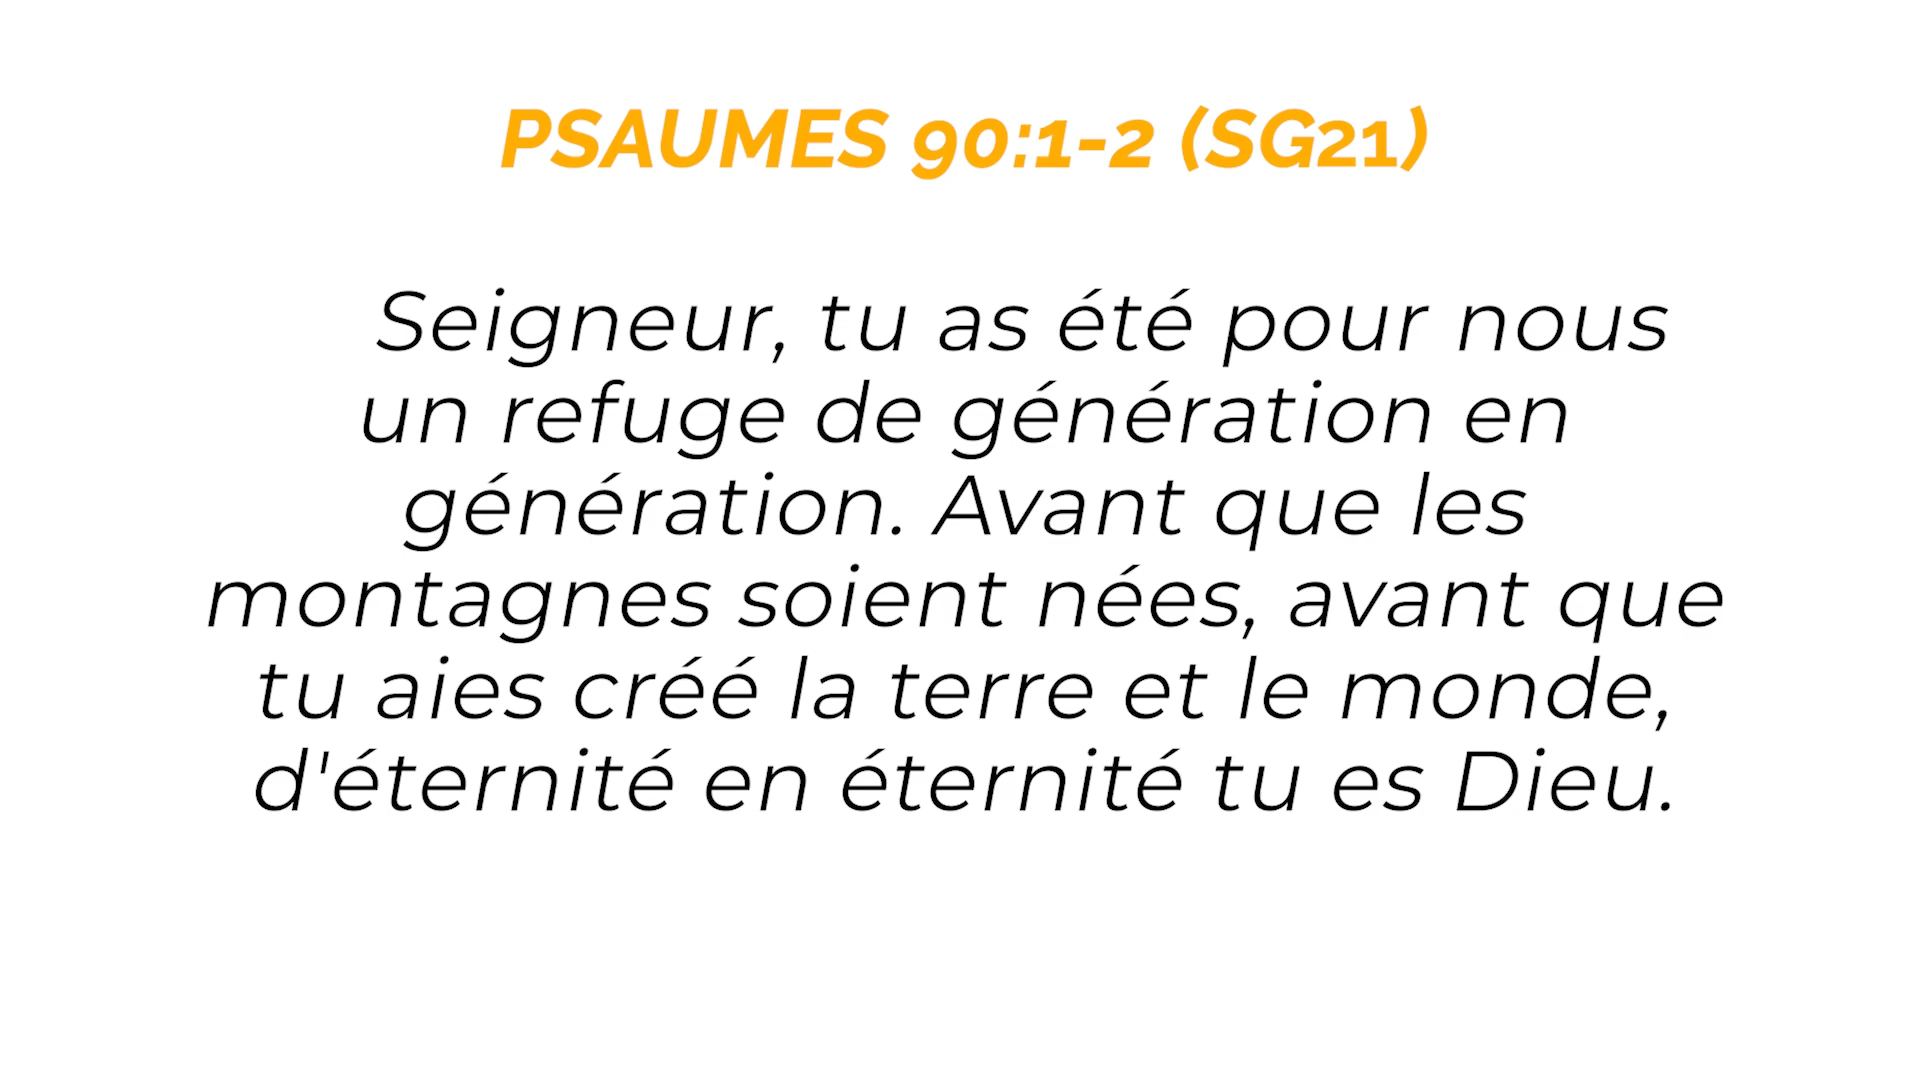 PSAUMES 90:1-2 (SG21)
Seigneur, tu as été pour nous
un refuge de génération en
génération. Avant que les
montagnes soient nées, avant que
tu aies créé la terre et le monde,
d'éternité en éternité tu es Dieu.